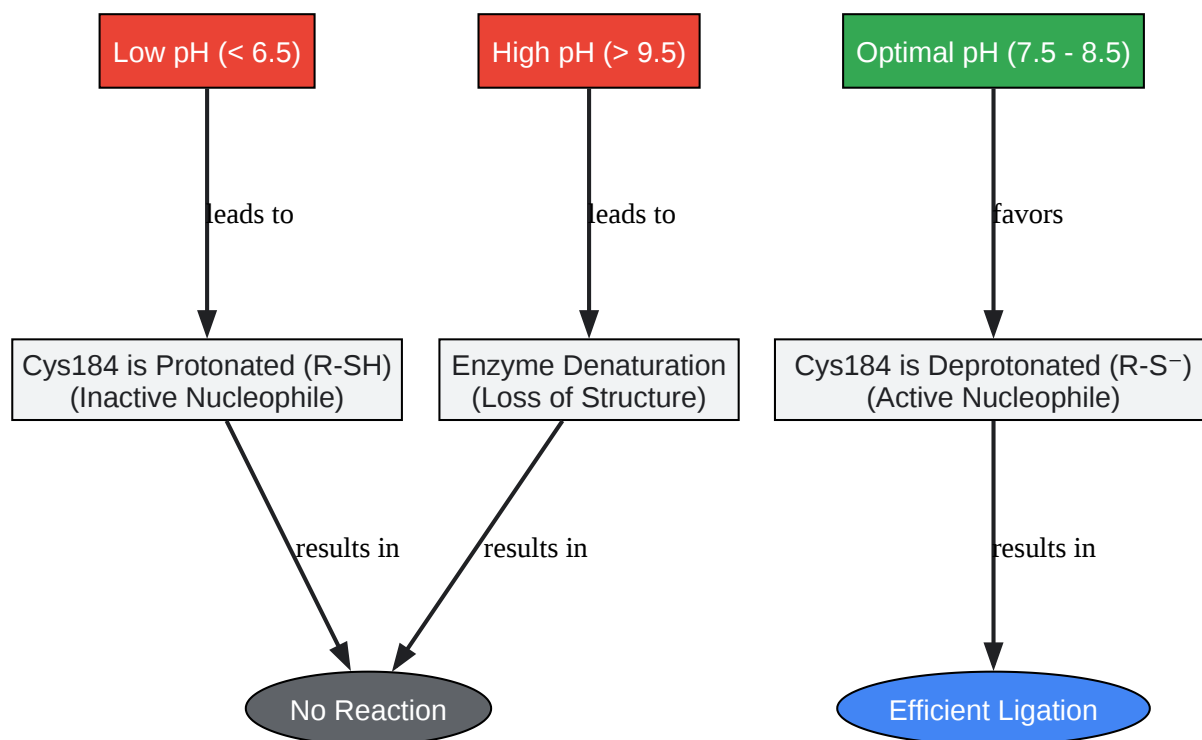 Low pH (< 6.5)
High pH (> 9.5)
Optimal pH (7.5 - 8.5)
leads to
leads to
favors
Cys184 is Protonated (R-SH)
(Inactive Nucleophile)
Enzyme Denaturation
(Loss of Structure)
Cys184 is Deprotonated (R-S⁻)
(Active Nucleophile)
results in
results in
results in
No Reaction
Efficient Ligation